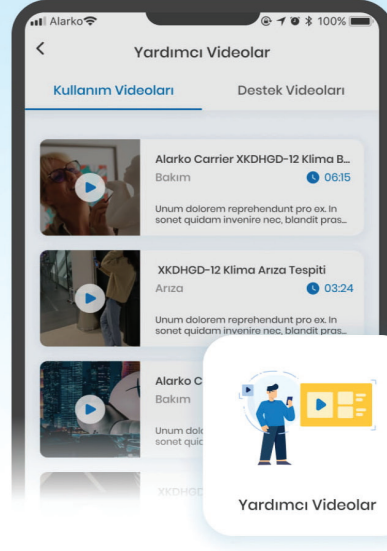 Alarko 100%
Yardımcı Videolar
Kullanım Videoları Destek Videoları
Alarko Carrier XKDHGD-12 Klima B...
Bakım 06:15
Unum dolorem reprehendunt pro ex. In
sonet quidam invenire nec, blandit pras...
XKDHGD-12 Klima Arıza Tespiti
Arıza 03:24
Unum dolorem reprehendunt pro ex. In
sonet quidam invenire nec, blandit pras...
Alarko C
Bakım
Unum dolo
sonet quid
XKDHGD
Yardımcı Videolar